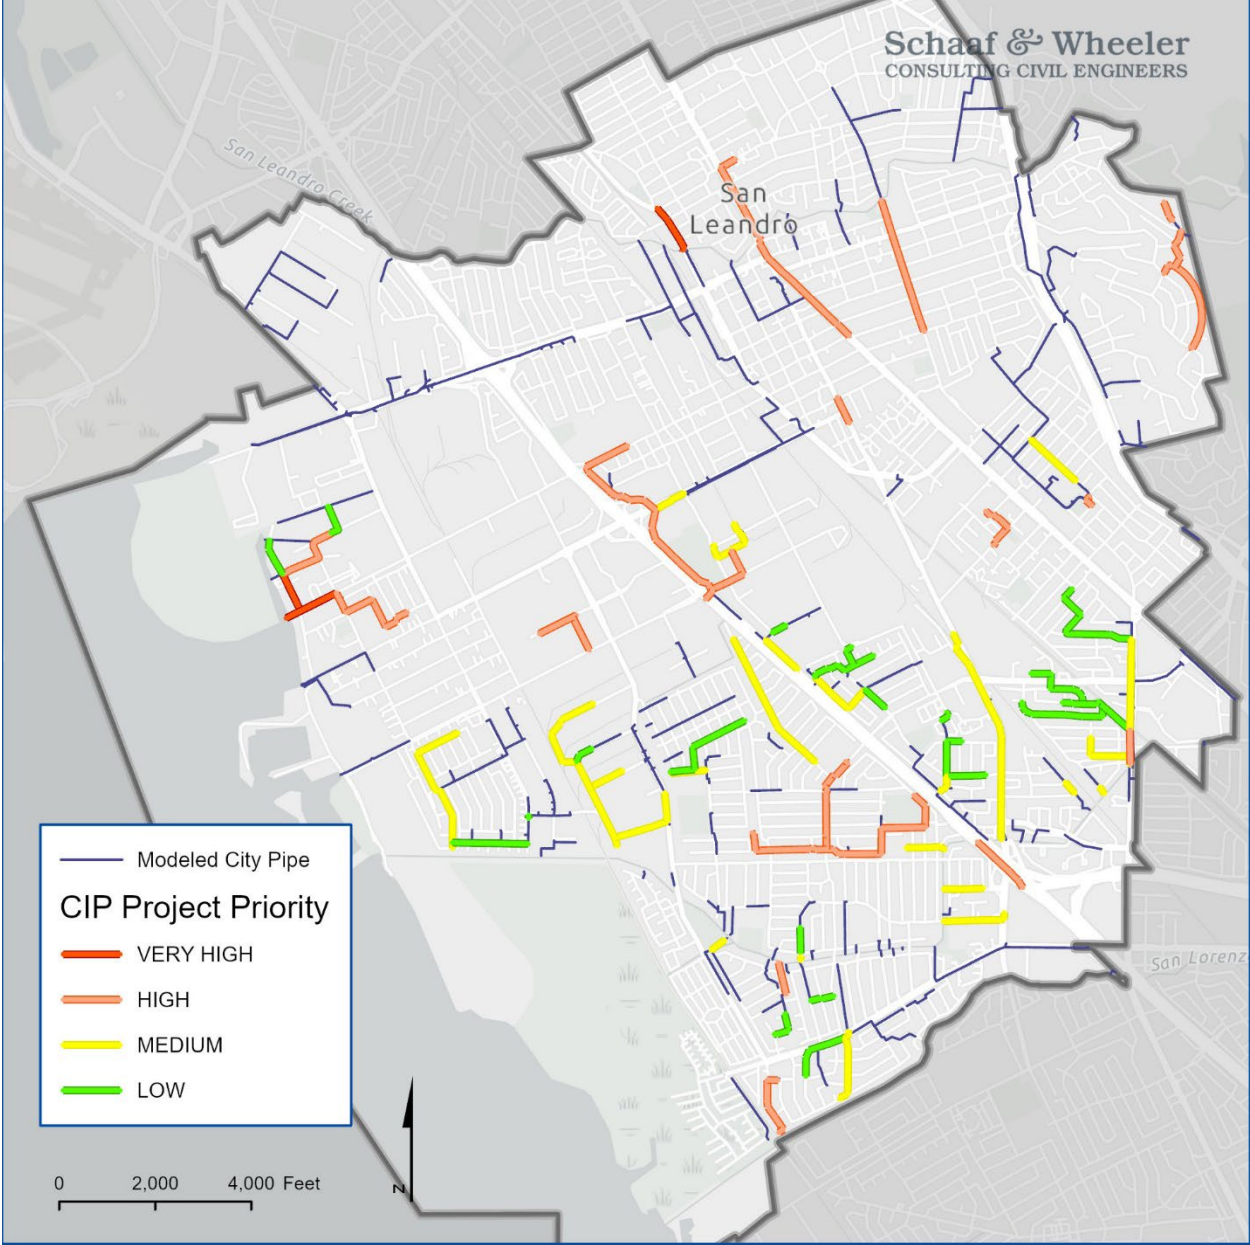 Schaaf & Wheeler
CONSULTING CIVIL ENGINEERS
San Leandro Creek
San
Leandro
Modeled City Pipe
CIP Project Priority
VERY HIGH
HIGH
MEDIUM
LOW
San Lorenz
0 2,000 4,000 Feet
N